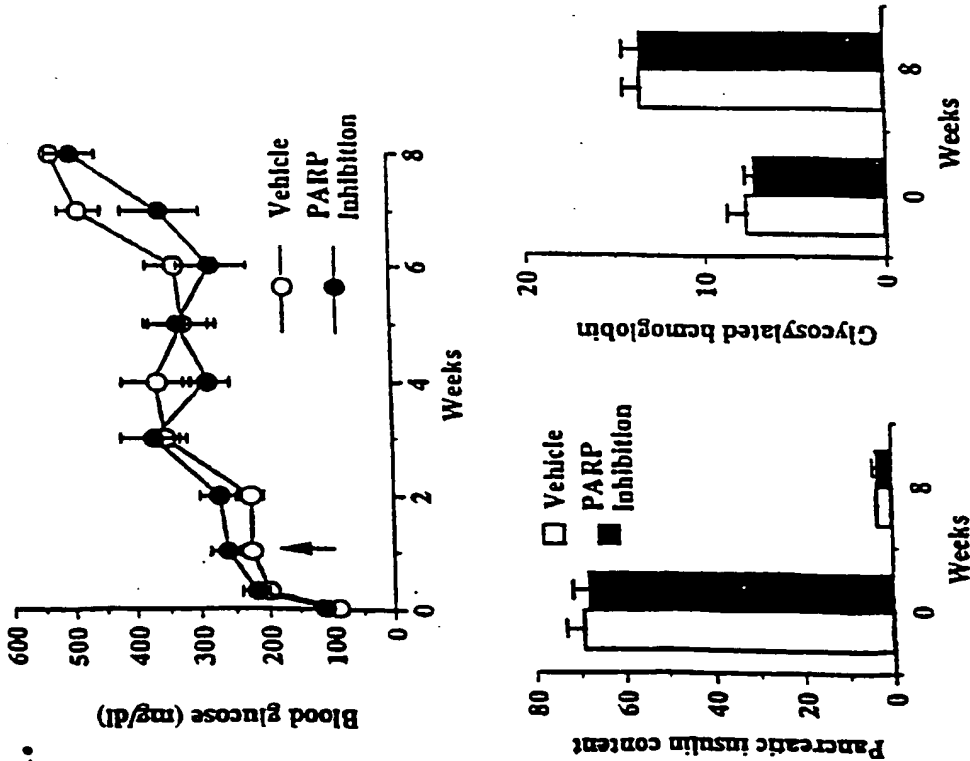 Blood glucose (mg/dl)
600
500
400
300
200
100
0
0
2
4
6
8
Weeks
Vehicle
PARP
Inhibition
Pancreatic insulin content
80
60
40
20
0
0
8
Weeks
Vehicle
PARP
Inhibition
Glycosylated hemoglobin
20
10
0
0
8
Weeks